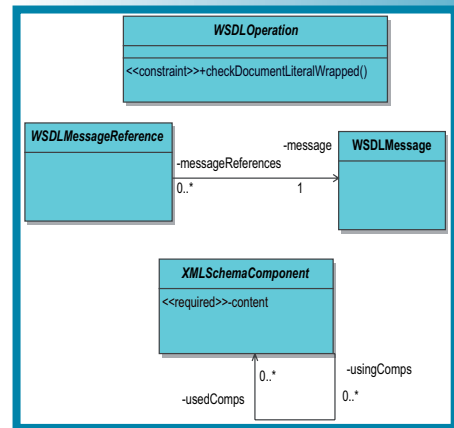 WSDLOperation
<<constraint>>+checkDocumentLiteralWrapped()
WSDLMessageReference
-message
WSDLMessage
-messageReferences
0..*
1
XMLSchemaComponent
<<required>>-content
0..*
-usingComps
-usedComps
0..*